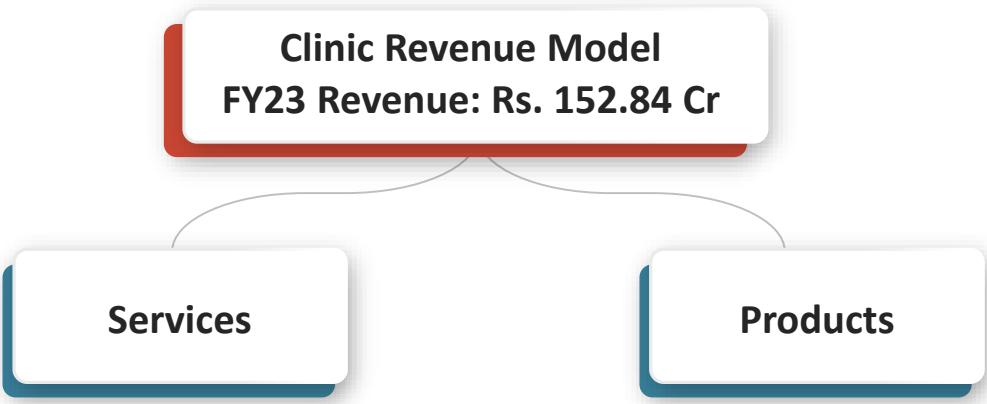 Clinic Revenue Model
FY23 Revenue: Rs. 152.84 Cr
Services
Products